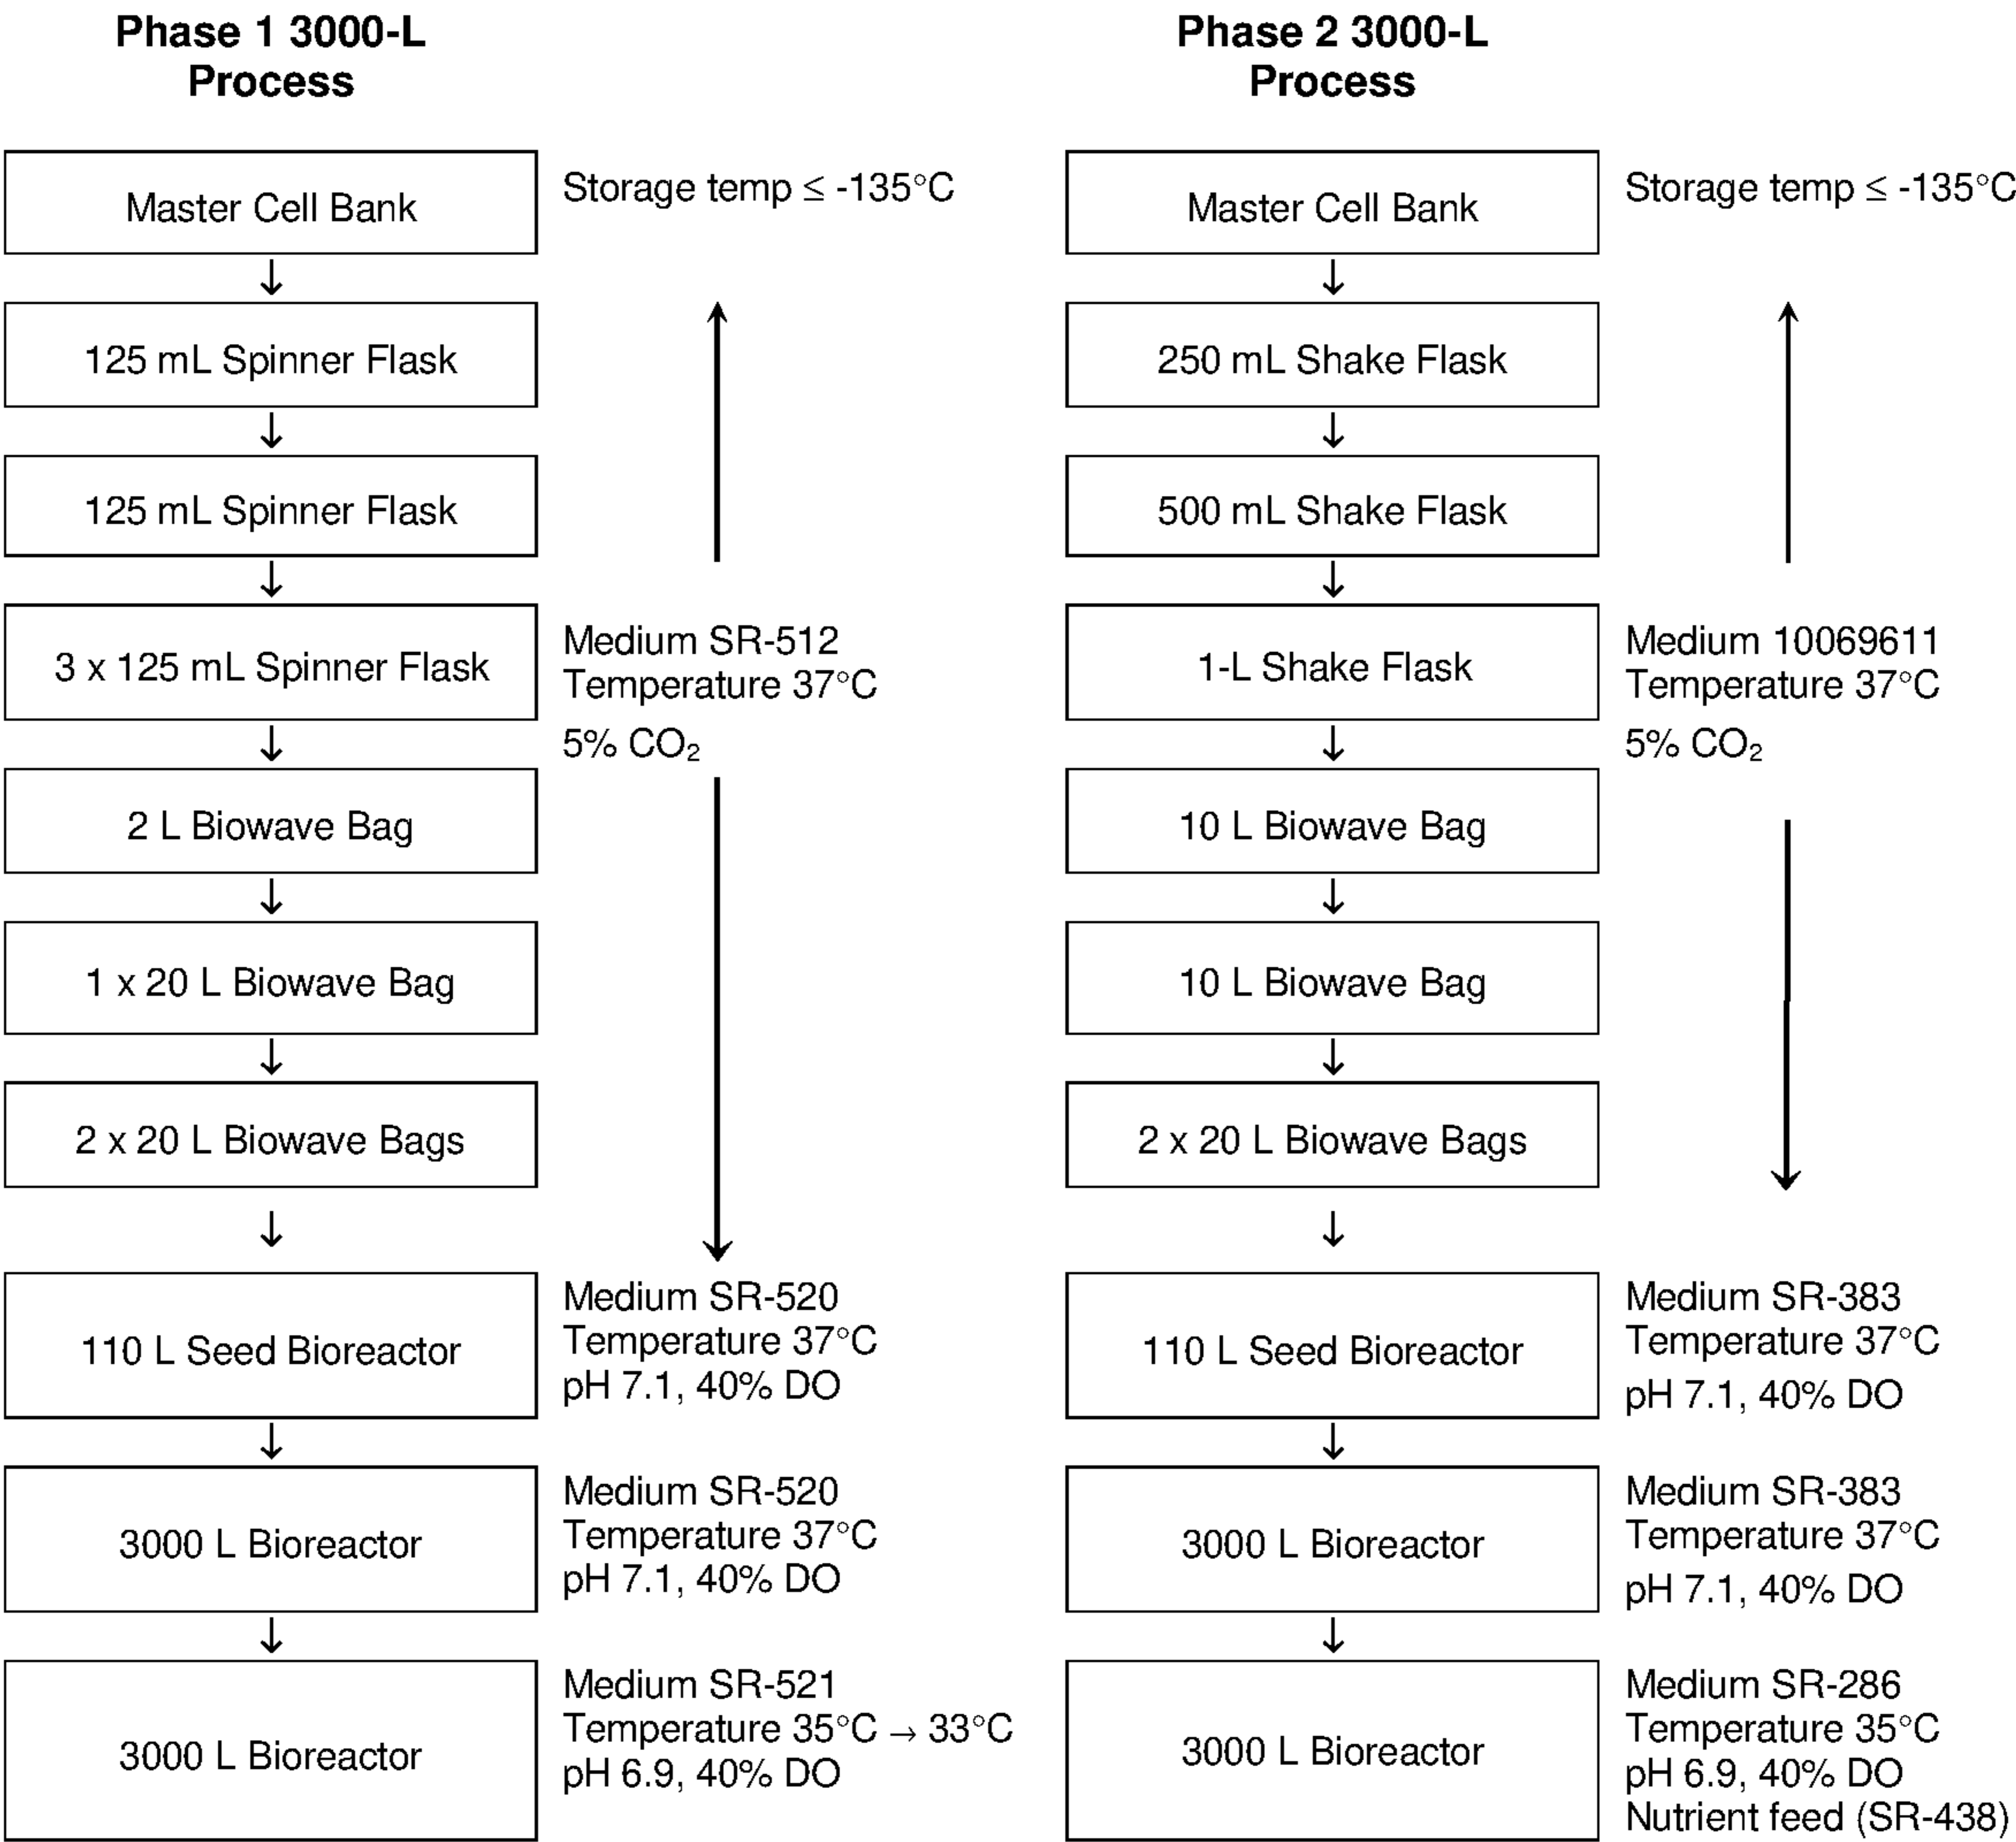 Phase 1 3000-L
Process
Master Cell Bank
Storage temp ≤ -135°C
125 mL Spinner Flask
125 mL Spinner Flask
3 x 125 mL Spinner Flask
Medium SR-512
Temperature 37°C
5% CO₂
2 L Biowave Bag
1 x 20 L Biowave Bag
2 x 20 L Biowave Bags
110 L Seed Bioreactor
Medium SR-520
Temperature 37°C
pH 7.1, 40% DO
3000 L Bioreactor
Medium SR-520
Temperature 37°C
pH 7.1, 40% DO
3000 L Bioreactor
Medium SR-521
Temperature 35°C → 33°C
pH 6.9, 40% DO
Phase 2 3000-L
Process
Master Cell Bank
Storage temp ≤ -135°C
250 mL Shake Flask
500 mL Shake Flask
1-L Shake Flask
Medium 10069611
Temperature 37°C
5% CO₂
10 L Biowave Bag
10 L Biowave Bag
2 x 20 L Biowave Bags
110 L Seed Bioreactor
Medium SR-383
Temperature 37°C
pH 7.1, 40% DO
3000 L Bioreactor
Medium SR-383
Temperature 37°C
pH 7.1, 40% DO
3000 L Bioreactor
Medium SR-286
Temperature 35°C
pH 6.9, 40% DO
Nutrient feed (SR-438)